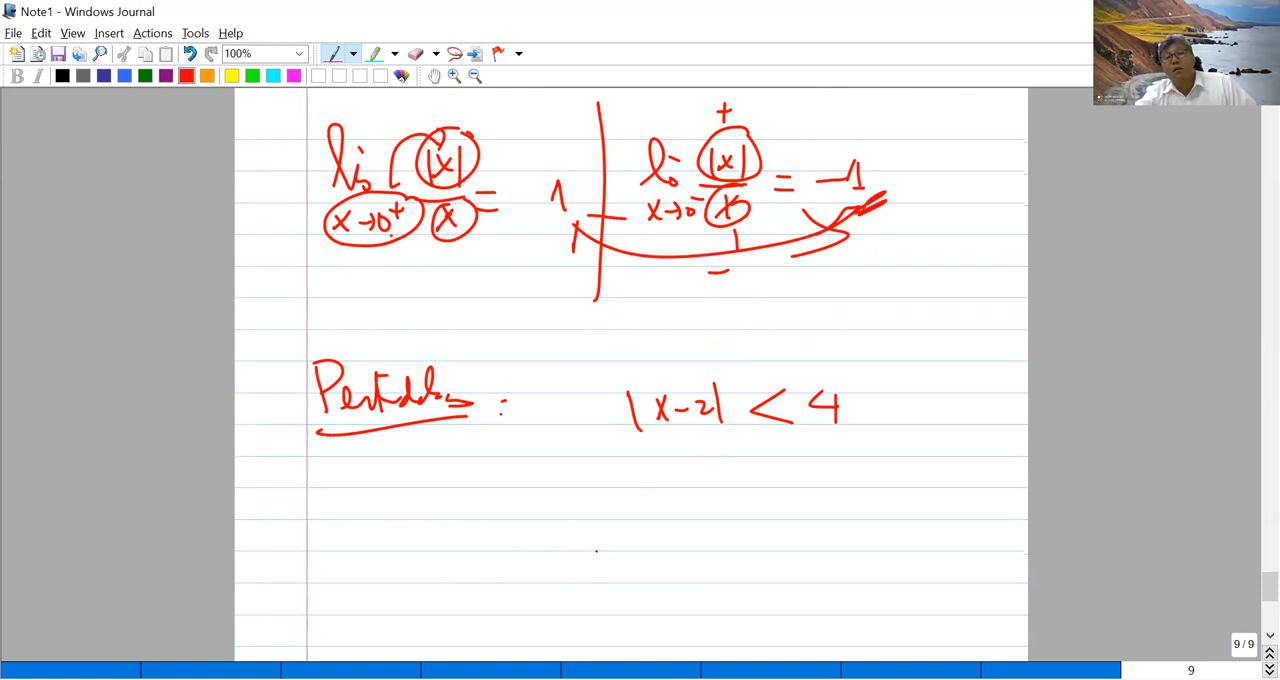 Note1 - Windows Journal
File Edit View Insert Actions Tools Help
100%
B I
lim |x| / x = 1
x→0⁺
+
lim |x| / x = -1
x→0⁻
-
: |x-2| < 4
9 / 9
9